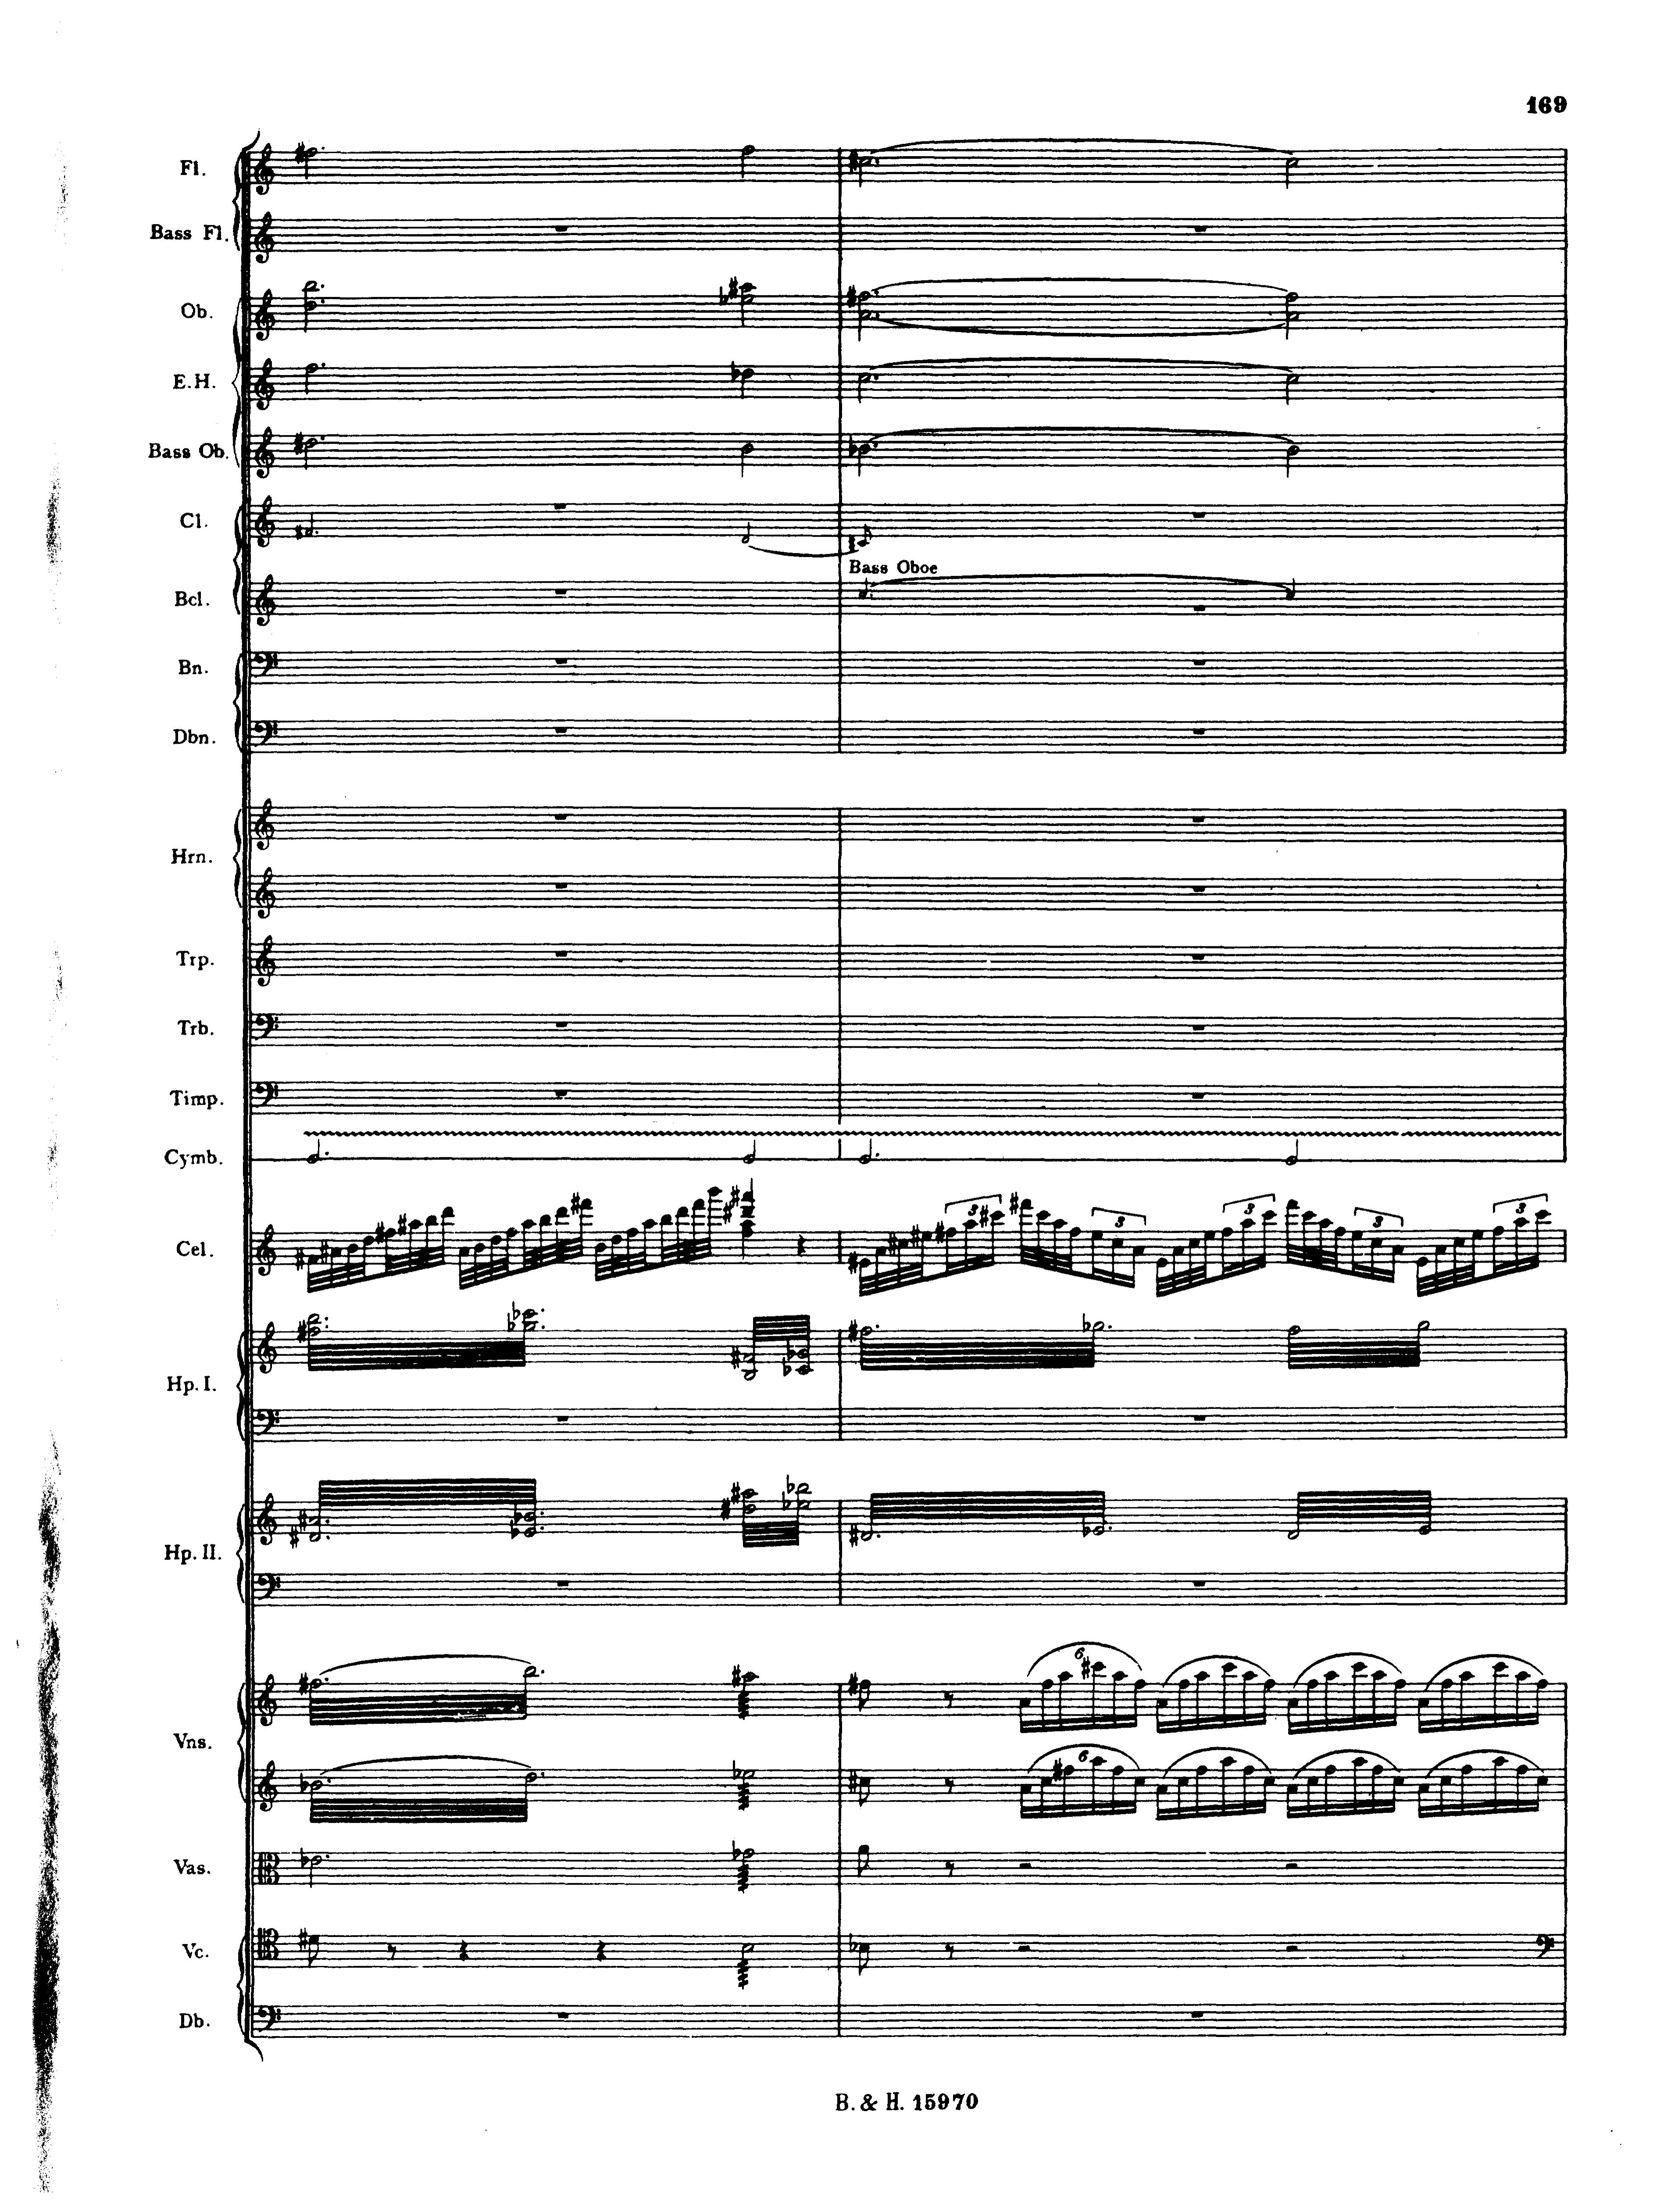 169
Fl.
Bass Fl.
Ob.
E.H.
Bass Ob.
Cl.
Bass Oboe
Bcl.
Bn.
Dbn.
Hrn.
Trp.
Trb.
Timp.
Cymb.
3 3 3 3 3
Cel.
Hp. I.
Hp. II.
6
Vns.
6
Vas.
Vc.
Db.
B. & H. 15970